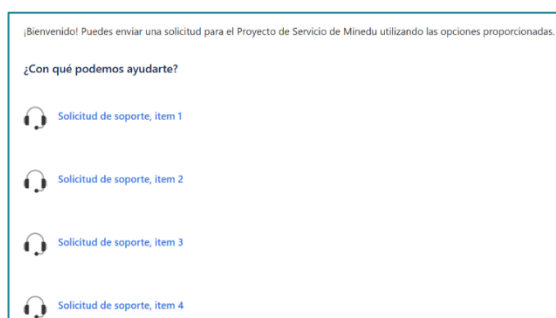 ¡Bienvenido! Puedes enviar una solicitud para el Proyecto de Servicio de Minedu utilizando las opciones proporcionadas.
¿Con qué podemos ayudarte?
Solicitud de soporte, item 1
Solicitud de soporte, item 2
Solicitud de soporte, item 3
Solicitud de soporte, item 4